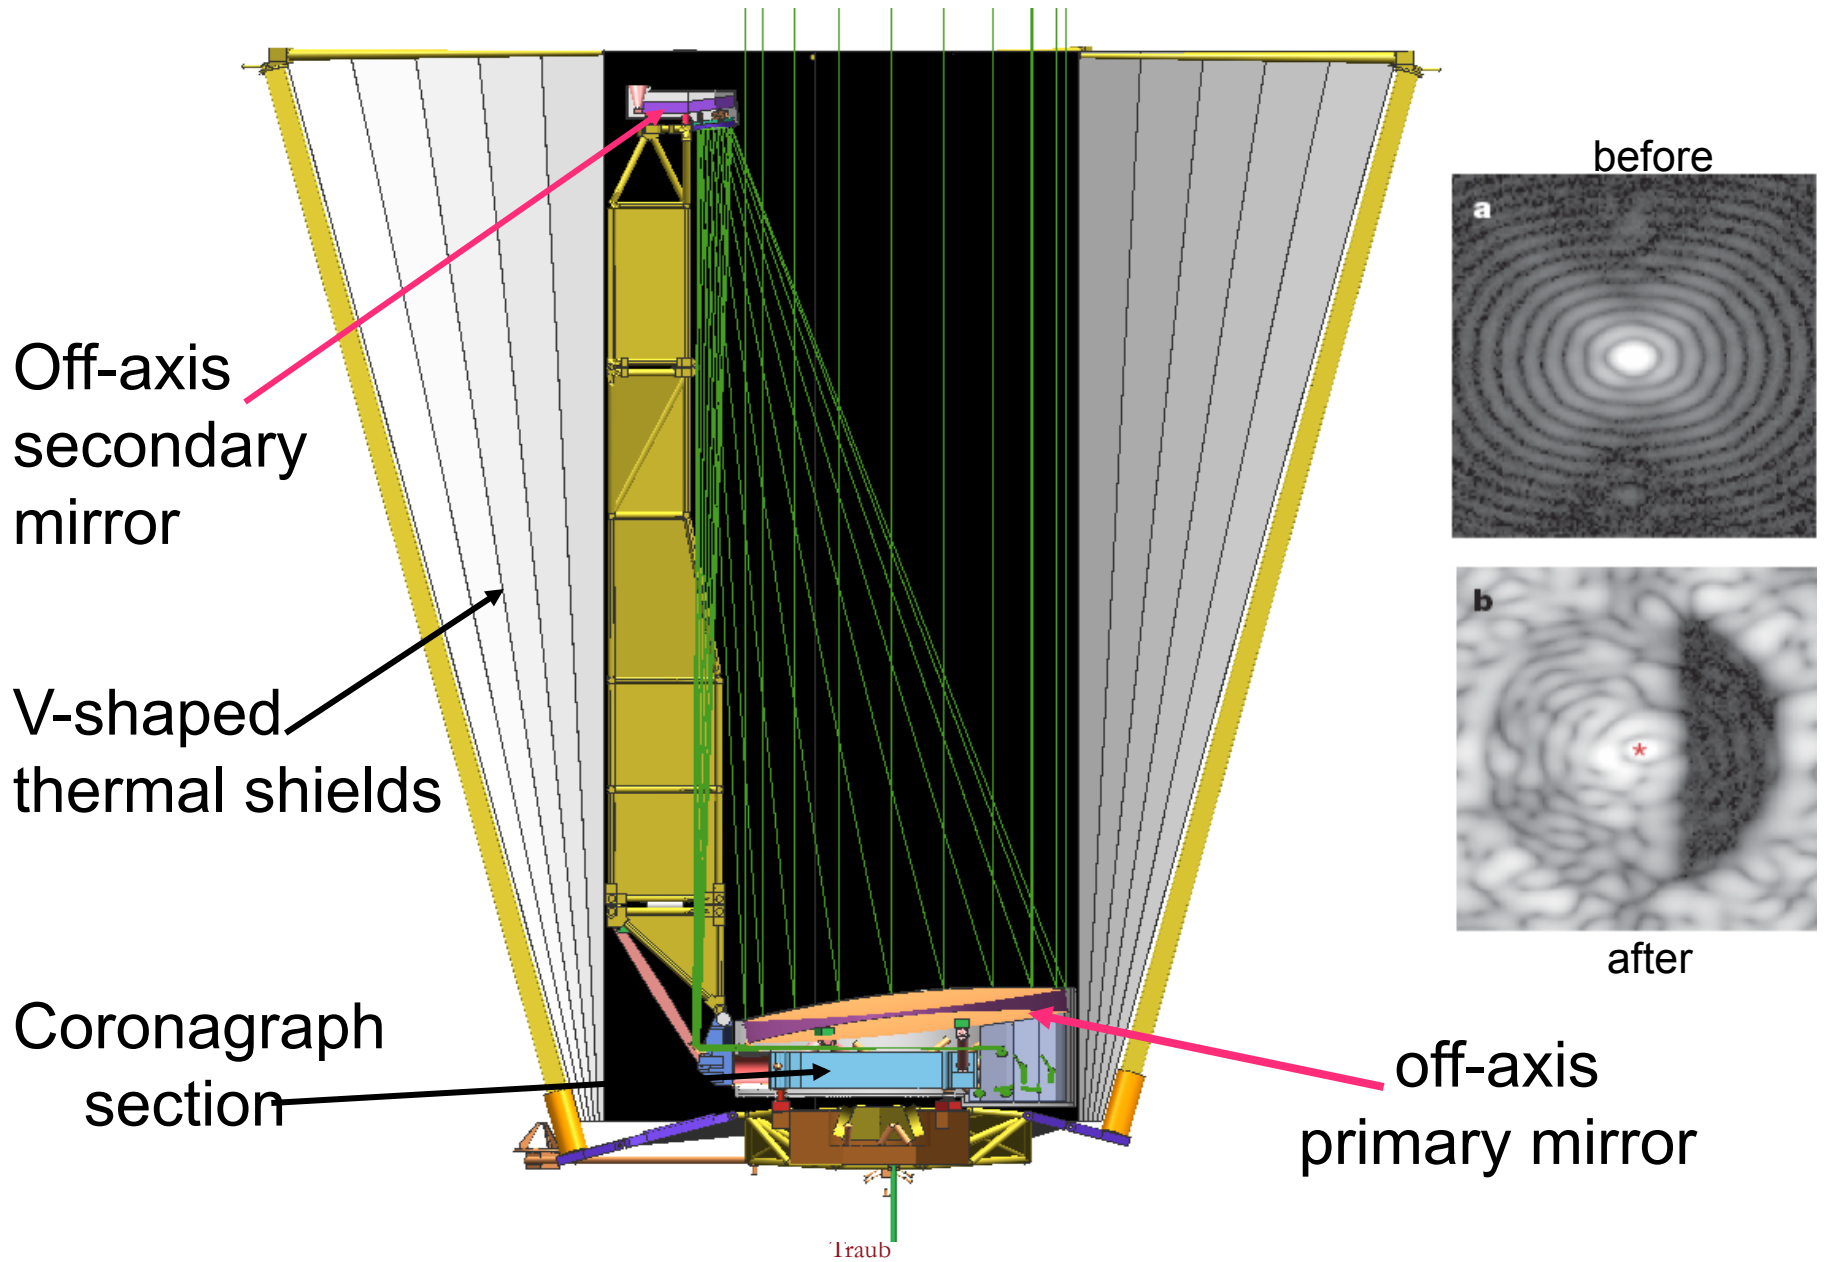 before
a
Off-axis
secondary
mirror
b
V-shaped
thermal shields
*
after
Coronagraph
section
off-axis
primary mirror
Traub